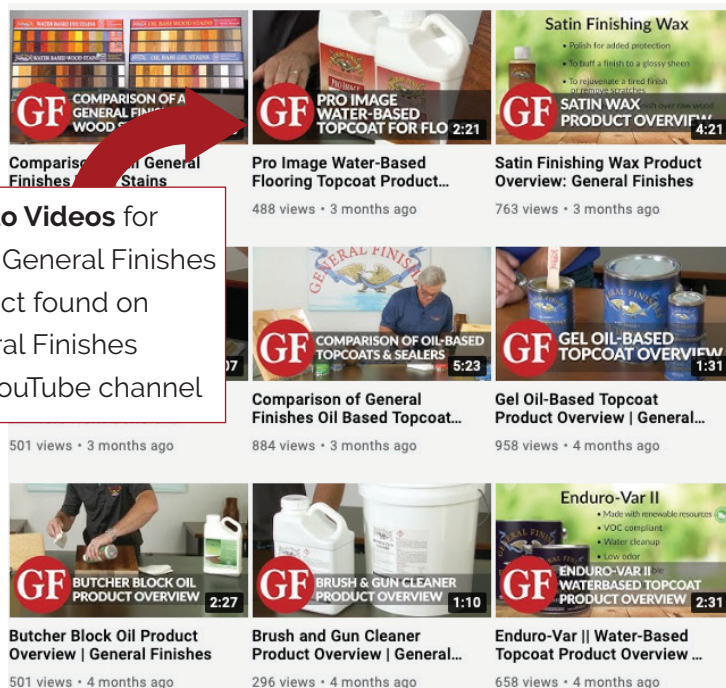 COMPARISON OF A
GENERAL FINIS
WOOD S
Comparis
General
Finishes
Stains
GF
PRO IMAGE
WATER-BASED
TOPCOAT FOR FLO
2:21
Pro Image Water-Based
Flooring Topcoat Product...
488 views • 3 months ago
Satin Finishing Wax
• Polish for added protection
• To buff a finish to a glossy sheen
• To rejuvenate a tired finish
or remove scratches
GF
SATIN WAX
PRODUCT OVERVIEW
4:21
Satin Finishing Wax Product
Overview: General Finishes
763 views • 3 months ago
GF
o Videos for
General Finishes
ct found on
ral Finishes
ouTube channel
07
501 views • 3 months ago
GENERAL FINIS
GF
COMPARISON OF OIL-BASED
TOPCOATS & SEALERS
5:23
Comparison of General
Finishes Oil Based Topcoat...
884 views • 3 months ago
GF
GEL OIL-BASED
TOPCOAT OVERVIEW
1:31
Gel Oil-Based Topcoat
Product Overview | General...
958 views • 4 months ago
GF
BUTCHER BLOCK OIL
PRODUCT OVERVIEW
2:27
Butcher Block Oil Product
Overview | General Finishes
501 views • 4 months ago
GF
BRUSH & GUN CLEANER
PRODUCT OVERVIEW
1:10
Brush and Gun Cleaner
Product Overview | General...
296 views • 4 months ago
Enduro-Var II
• Made with renewable resources
• VOC compliant
• Water cleanup
• Low odor
GF
ENDURO-VAR II
WATERBASED TOPCOAT
PRODUCT OVERVIEW
2:31
Enduro-Var || Water-Based
Topcoat Product Overview ...
658 views • 4 months ago